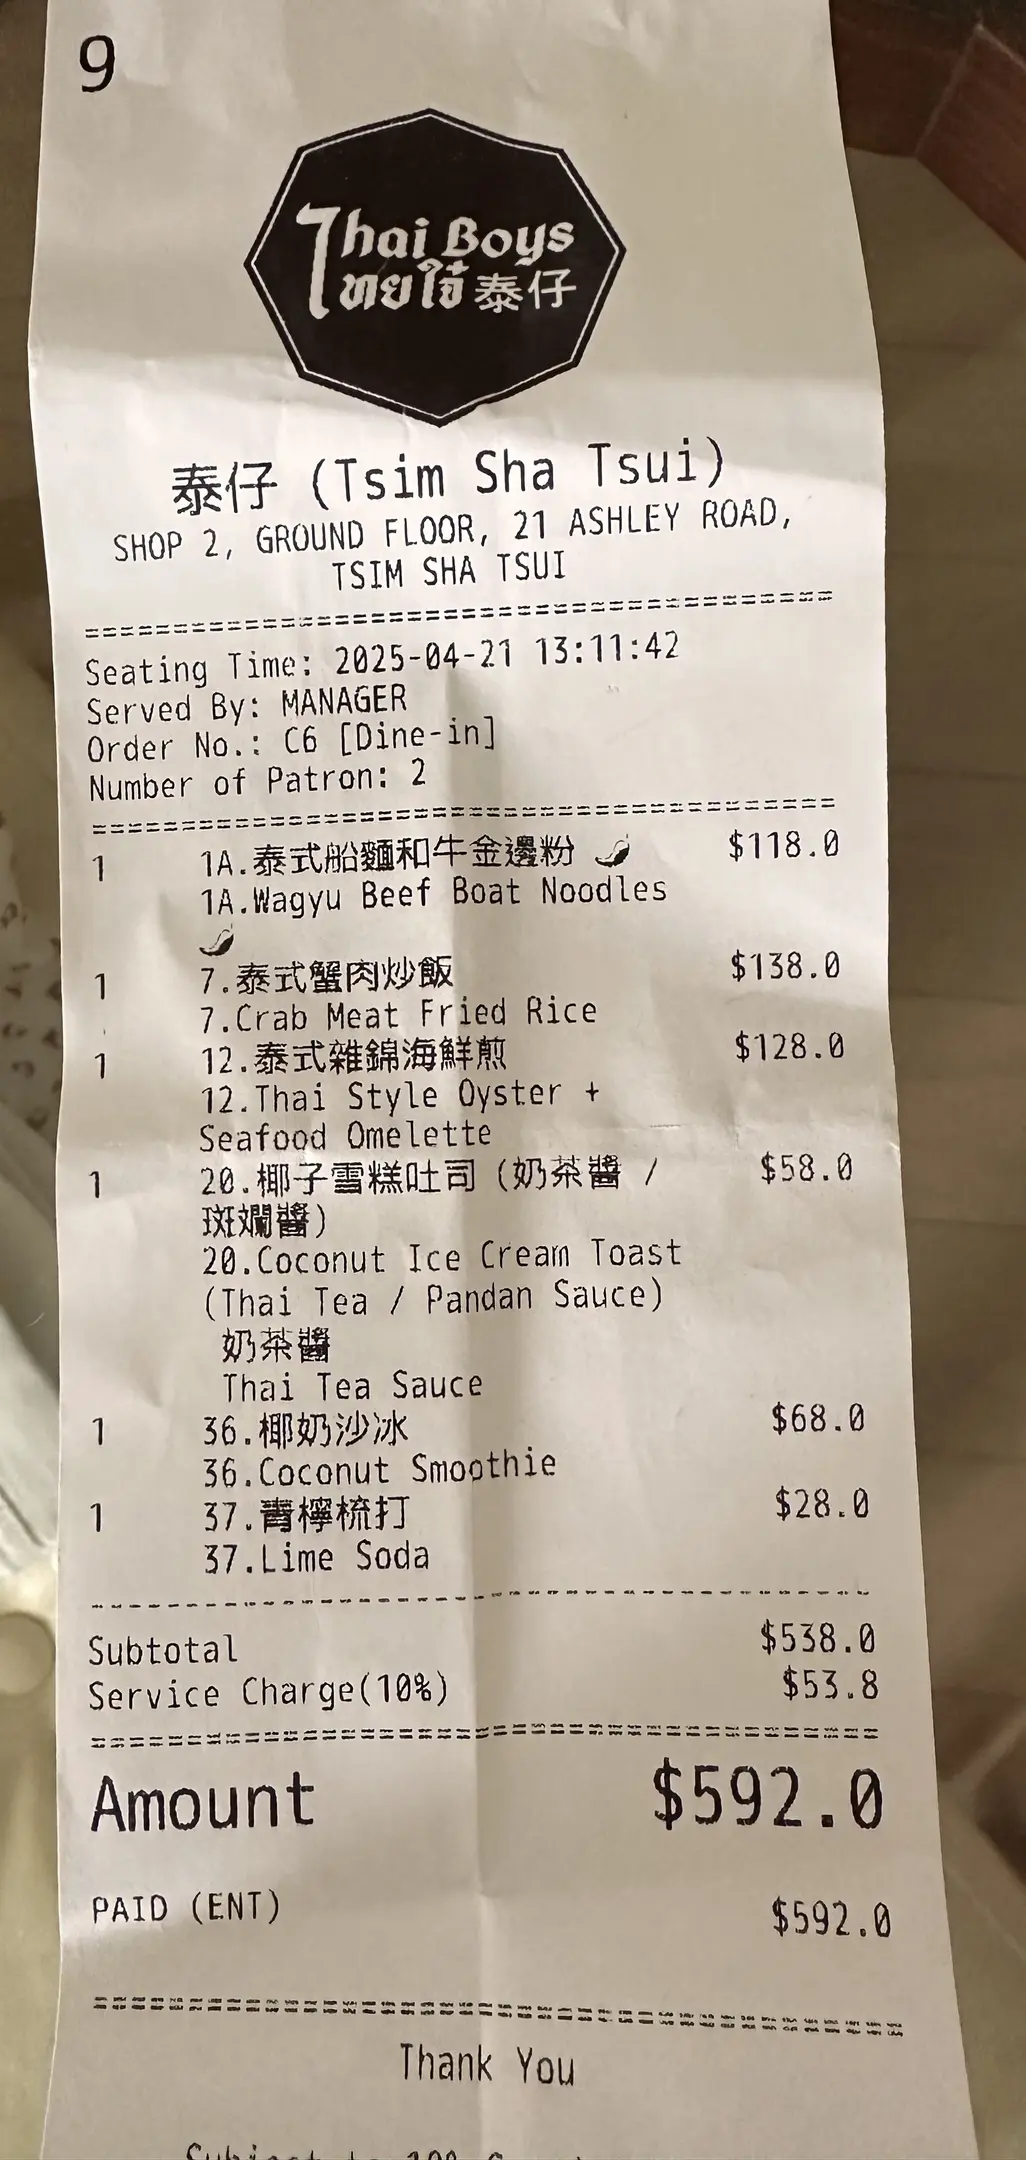 9
Thai Boys
ไทยใจ๋ 泰仔
泰仔 (Tsim Sha Tsui)
SHOP 2, GROUND FLOOR, 21 ASHLEY ROAD,
TSIM SHA TSUI
Seating Time: 2025-04-21 13:11:42
Served By: MANAGER
Order No.: C6 [Dine-in]
Number of Patron: 2
1 1A.泰式船麵和牛金邊粉 $118.0
1A.Wagyu Beef Boat Noodles
1 7.泰式蟹肉炒飯 $138.0
7.Crab Meat Fried Rice
1 12.泰式雜錦海鮮煎 $128.0
12.Thai Style Oyster +
Seafood Omelette
1 20.椰子雪糕吐司 (奶茶醬 / $58.0
斑斕醬)
20.Coconut Ice Cream Toast
(Thai Tea / Pandan Sauce)
奶茶醬
Thai Tea Sauce
1 36.椰奶沙冰 $68.0
36.Coconut Smoothie
1 37.青檸梳打 $28.0
37.Lime Soda
Subtotal $538.0
Service Charge(10%) $53.8
Amount $592.0
PAID (ENT) $592.0
Thank You
Subject to 10%